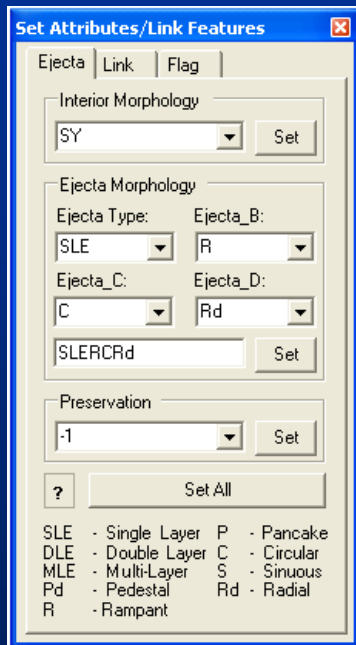 Set Attributes/Link Features
Ejecta Link Flag
Interior Morphology
SY Set
Ejecta Morphology
Ejecta Type: Ejecta_B:
SLE R
Ejecta_C: Ejecta_D:
C Rd
SLERCRd Set
Preservation
-1 Set
? Set All
SLE - Single Layer P - Pancake
DLE - Double Layer C - Circular
MLE - Multi-Layer S - Sinuous
Pd - Pedestal Rd - Radial
R -Rampant